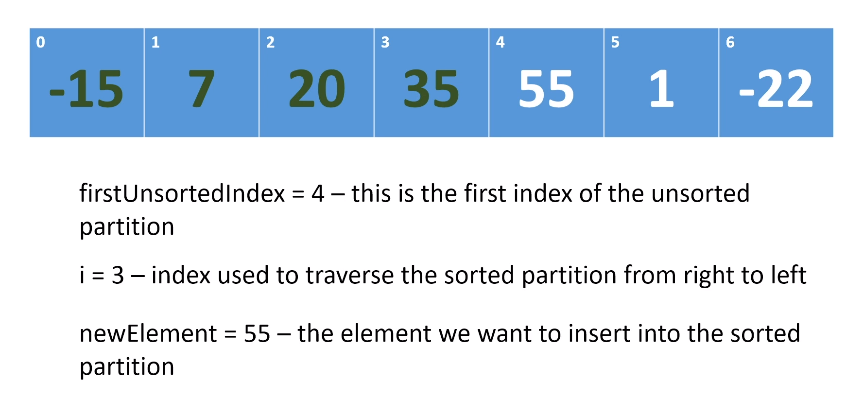 0 1 2 3 4 5 6
-15 7 20 35 55 1 -22
firstUnsortedIndex = 4 – this is the first index of the unsorted
partition
i = 3 – index used to traverse the sorted partition from right to left
newElement = 55 – the element we want to insert into the sorted
partition